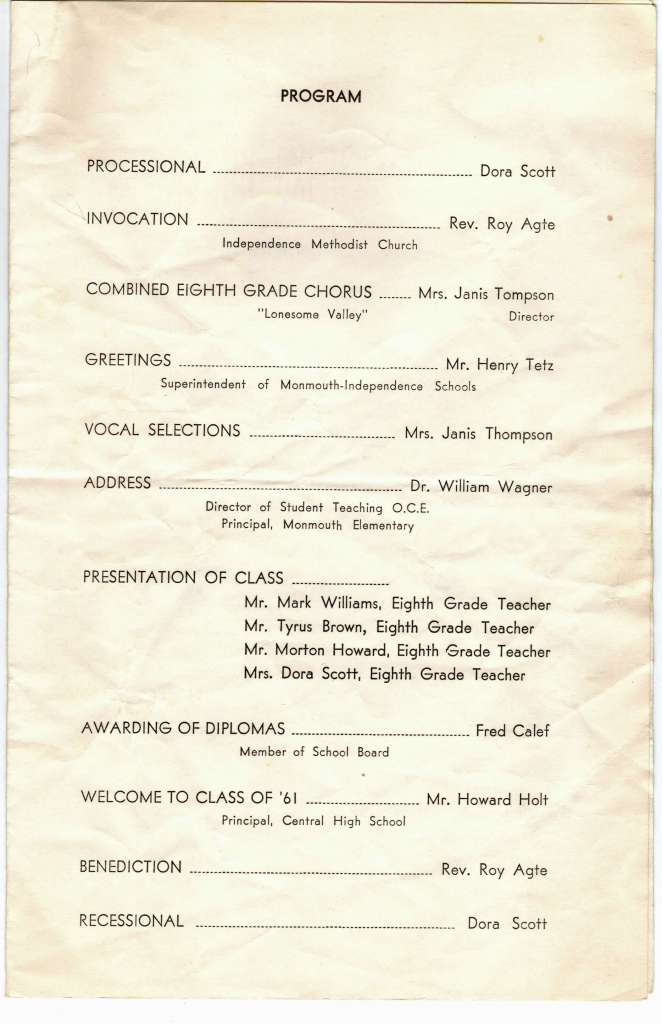 PROGRAM
PROCESSIONAL ---------- Dora Scott
INVOCATION ---------- Rev. Roy Agte
Independence Methodist Church
COMBINED EIGHTH GRADE CHORUS ---------- Mrs. Janis Tompson
"Lonesome Valley" Director
GREETINGS ---------- Mr. Henry Tetz
Superintendent of Monmouth-Independence Schools
VOCAL SELECTIONS ---------- Mrs. Janis Thompson
ADDRESS ---------- Dr. William Wagner
Director of Student Teaching O.C.E.
Principal, Monmouth Elementary
PRESENTATION OF CLASS ----------
Mr. Mark Williams, Eighth Grade Teacher
Mr. Tyrus Brown, Eighth Grade Teacher
Mr. Morton Howard, Eighth Grade Teacher
Mrs. Dora Scott, Eighth Grade Teacher
AWARDING OF DIPLOMAS ---------- Fred Calef
Member of School Board
WELCOME TO CLASS OF '61 ---------- Mr. Howard Holt
Principal, Central High School
BENEDICTION ---------- Rev. Roy Agte
RECESSIONAL ---------- Dora Scott